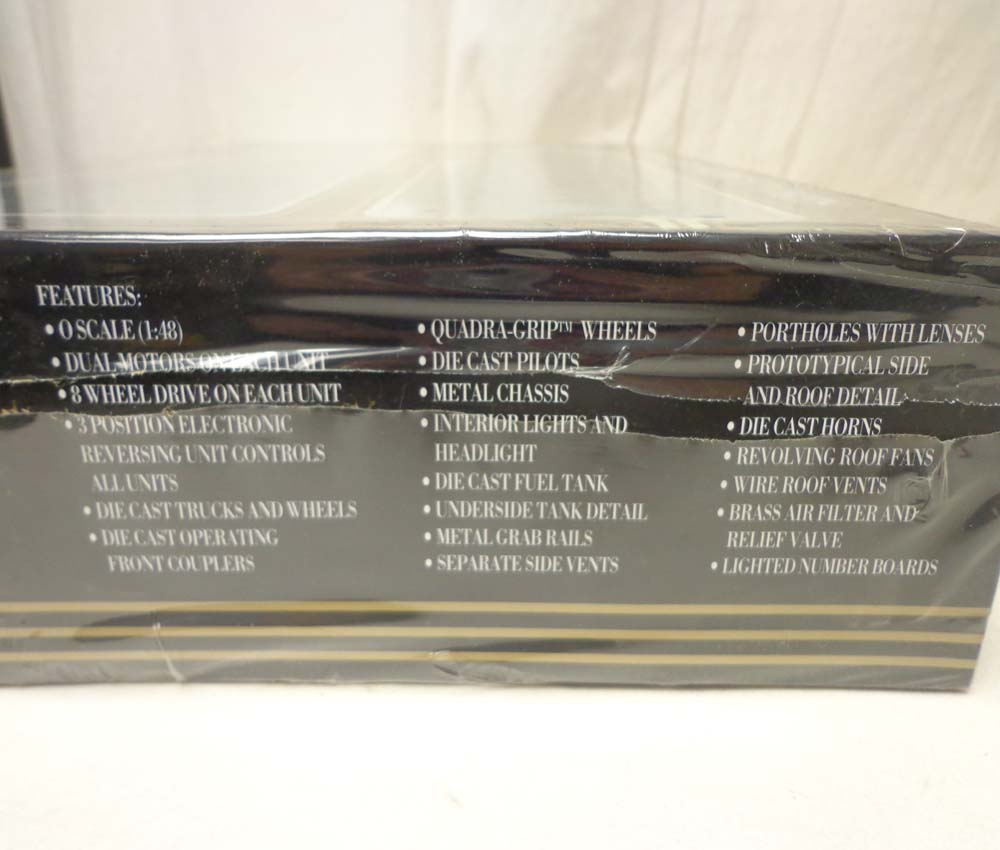 FEATURES:
• O SCALE (1:48)
• DUAL MOTORS ON EACH UNIT
• 8 WHEEL DRIVE ON EACH UNIT
• 3 POSITION ELECTRONIC
REVERSING UNIT CONTROLS
ALL UNITS
• DIE CAST TRUCKS AND WHEELS
• DIE CAST OPERATING
FRONT COUPLERS
• QUADRA-GRIP™ WHEELS
• DIE CAST PILOTS
• METAL CHASSIS
• INTERIOR LIGHTS AND
HEADLIGHT
• DIE CAST FUEL TANK
• UNDERSIDE TANK DETAIL
• METAL GRAB RAILS
• SEPARATE SIDE VENTS
• PORTHOLES WITH LENSES
• PROTOTYPICAL SIDE
AND ROOF DETAIL
• DIE CAST HORNS
• REVOLVING ROOF FANS
• WIRE ROOF VENTS
• BRASS AIR FILTER AND
RELIEF VALVE
• LIGHTED NUMBER BOARDS